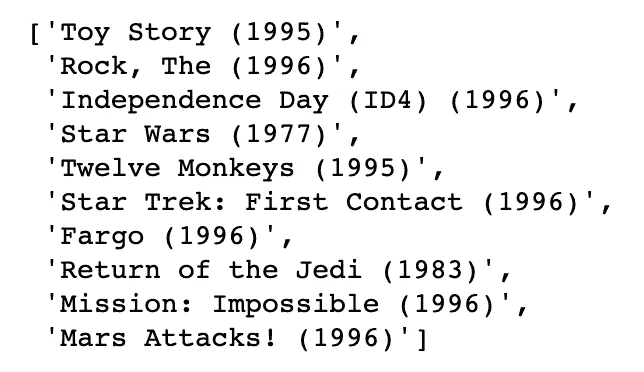 ['Toy Story (1995)',
'Rock, The (1996)',
'Independence Day (ID4) (1996)',
'Star Wars (1977)',
'Twelve Monkeys (1995)',
'Star Trek: First Contact (1996)',
'Fargo (1996)',
'Return of the Jedi (1983)',
'Mission: Impossible (1996)',
'Mars Attacks! (1996)']